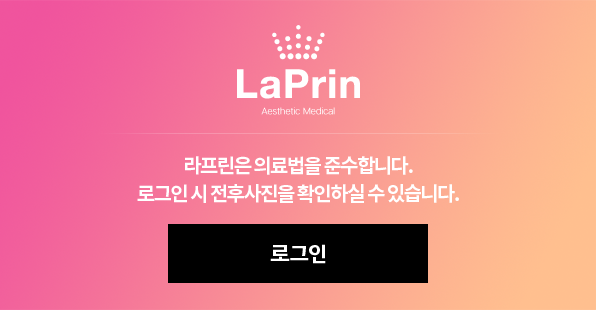 LaPrin
Aesthetic Medical
라프린은 의료법을 준수합니다.
로그인 시 전후사진을 확인하실 수 있습니다.
로그인